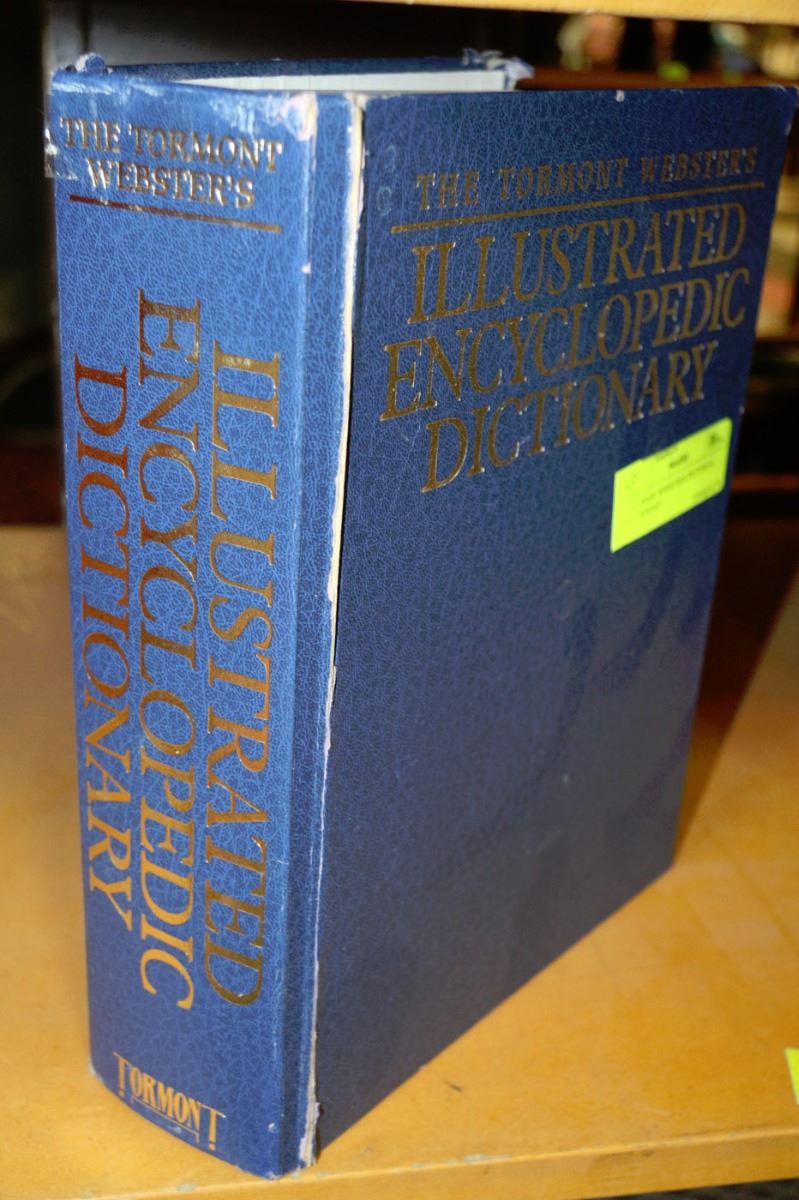 THE TORMONT
WEBSTER'S
ILLUSTRATED
ENCYCLOPEDIC
DICTIONARY
TORMONT
THE TORMONT WEBSTER'S
ILLUSTRATED
ENCYCLOPEDIC
DICTIONARY